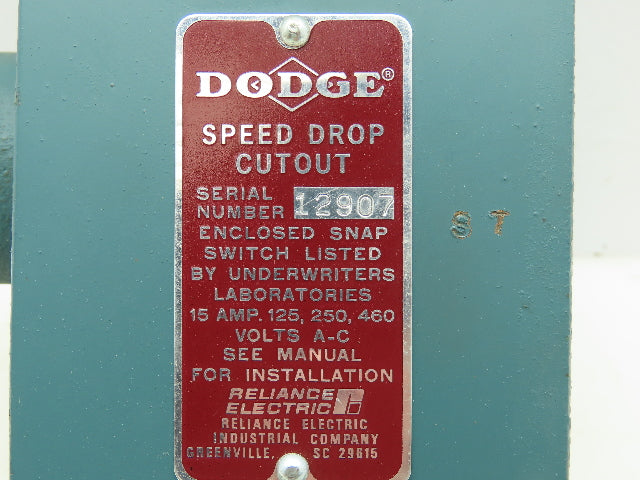 DODGE®
SPEED DROP
CUTOUT
SERIAL
NUMBER 12907
ENCLOSED SNAP
SWITCH LISTED
BY UNDERWRITERS
LABORATORIES
15 AMP. 125, 250, 460
VOLTS A-C
SEE MANUAL
FOR INSTALLATION
RELIANCE
ELECTRIC
RELIANCE ELECTRIC
INDUSTRIAL COMPANY
GREENVILLE, SC 29615
ST